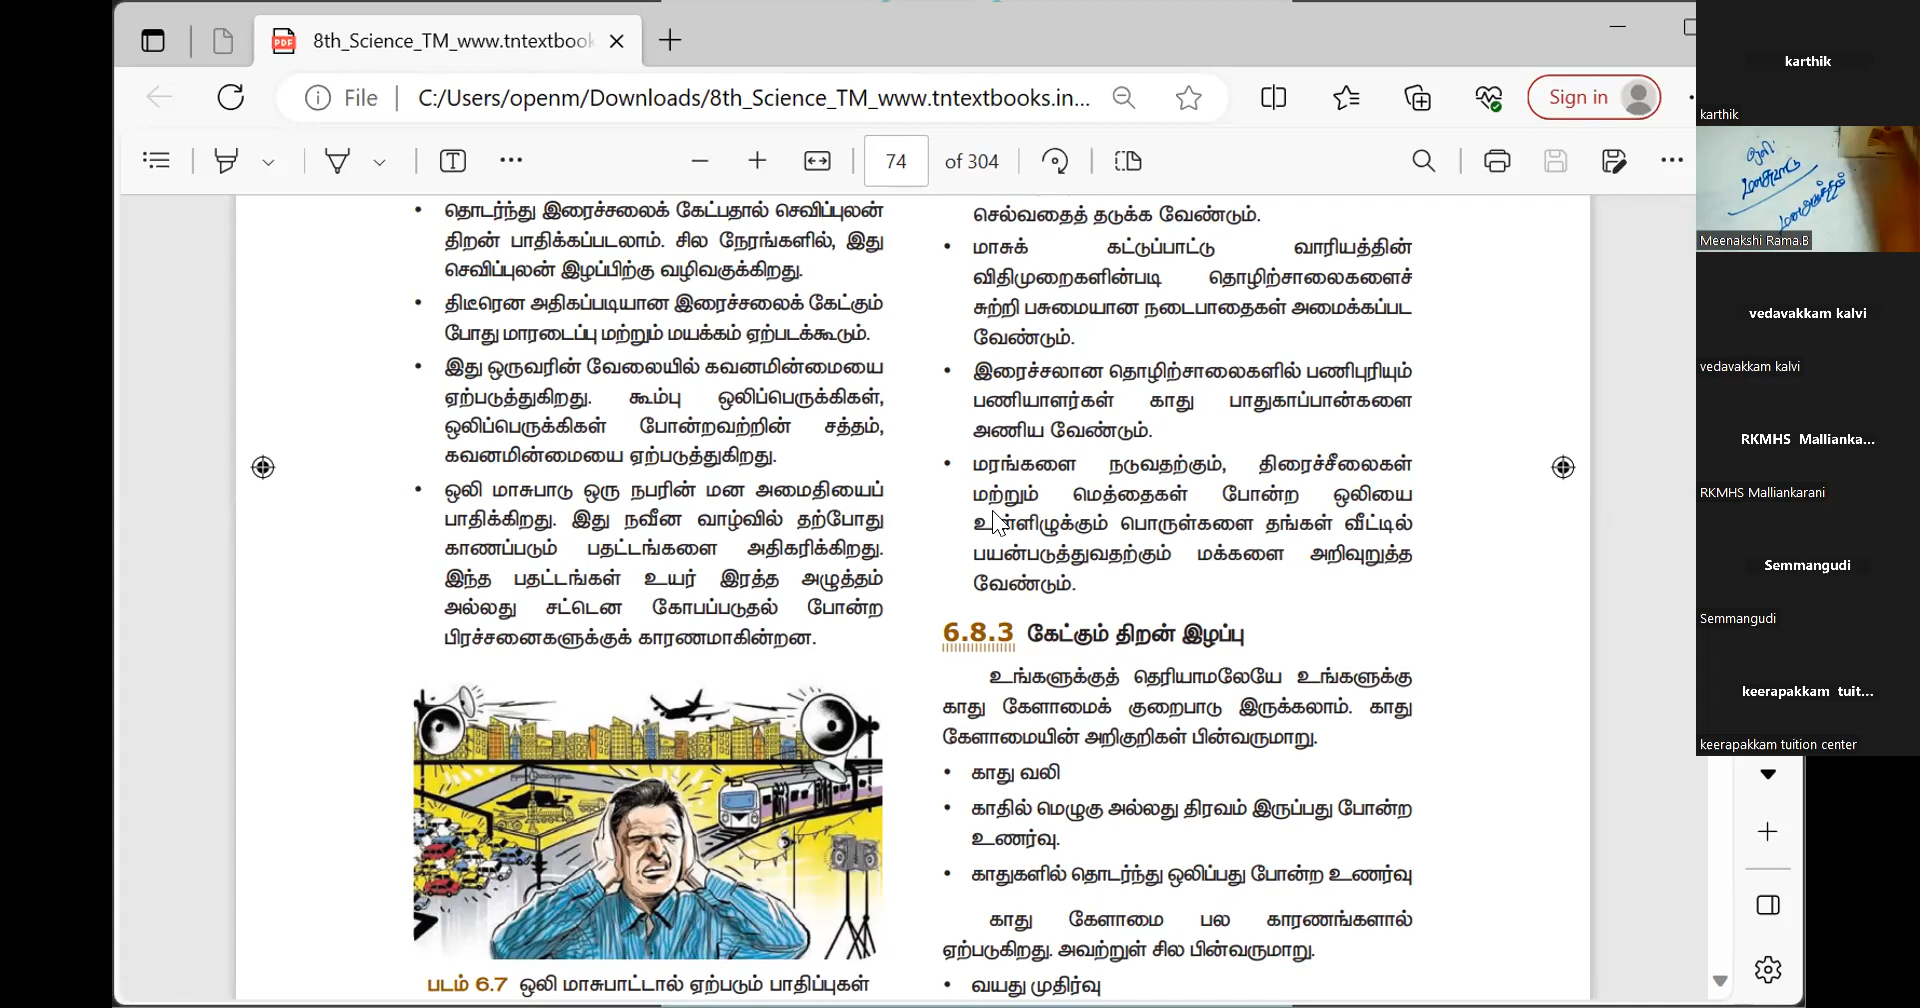 8th_Science_TM_www.tntextbook
File
C:/Users/openm/Downloads/8th_Science_TM_www.tntextbooks.in...
Sign in
74 of 304
தொடர்ந்து இரைச்சலைக் கேட்பதால் செவிப்புலன்
திறன் பாதிக்கப்படலாம். சில நேரங்களில், இது
செவிப்புலன் இழப்பிற்கு வழிவகுக்கிறது.
• திடீரென அதிகப்படியான இரைச்சலைக் கேட்கும்
போது மாரடைப்பு மற்றும் மயக்கம் ஏற்படக்கூடும்.
• இது ஒருவரின் வேலையில் கவனமின்மையை
ஏற்படுத்துகிறது. கூம்பு ஒலிப்பெருக்கிகள்,
ஒலிப்பெருக்கிகள் போன்றவற்றின் சத்தம்,
கவனமின்மையை ஏற்படுத்துகிறது.
• ஒலி மாசுபாடு ஒரு நபரின் மன அமைதியைப்
பாதிக்கிறது. இது நவீன வாழ்வில் தற்போது
காணப்படும் பதட்டங்களை அதிகரிக்கிறது.
இந்த பதட்டங்கள் உயர் இரத்த அழுத்தம்
அல்லது சட்டென கோபப்படுதல் போன்ற
பிரச்சனைகளுக்குக் காரணமாகின்றன.
படம் 6.7 ஒலி மாசுபாட்டால் ஏற்படும் பாதிப்புகள்
செல்வதைத் தடுக்க வேண்டும்.
• மாசுக் கட்டுப்பாட்டு வாரியத்தின்
விதிமுறைகளின்படி தொழிற்சாலைகளைச்
சுற்றி பசுமையான நடைபாதைகள் அமைக்கப்பட
வேண்டும்.
• இரைச்சலான தொழிற்சாலைகளில் பணிபுரியும்
பணியாளர்கள் காது பாதுகாப்பான்களை
அணிய வேண்டும்.
• மரங்களை நடுவதற்கும், திரைச்சீலைகள்
மற்றும் மெத்தைகள் போன்ற ஒலியை
உள்ளிழுக்கும் பொருள்களை தங்கள் வீட்டில்
பயன்படுத்துவதற்கும் மக்களை அறிவுறுத்த
வேண்டும்.
6.8.3 கேட்கும் திறன் இழப்பு
உங்களுக்குத் தெரியாமலேயே உங்களுக்கு
காது கேளாமைக் குறைபாடு இருக்கலாம். காது
கேளாமையின் அறிகுறிகள் பின்வருமாறு.
• காது வலி
• காதில் மெழுகு அல்லது திரவம் இருப்பது போன்ற
உணர்வு.
• காதுகளில் தொடர்ந்து ஒலிப்பது போன்ற உணர்வு
காது கேளாமை பல காரணங்களால்
ஏற்படுகிறது. அவற்றுள் சில பின்வருமாறு.
• வயது முதிர்வு
karthik
karthik
ஒலி
மாசுபாடு
Meenakshi Rama.B
vedavakkam kalvi
vedavakkam kalvi
RKMHS Mallianka...
RKMHS Malliankarani
Semmangudi
Semmangudi
keerapakkam tuit...
keerapakkam tuition center